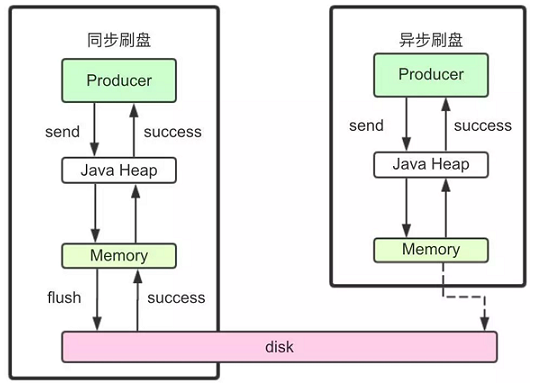 同步刷盘
Producer
send
success
Java Heap
Memory
flush
success
异步刷盘
Producer
send
success
Java Heap
Memory
disk